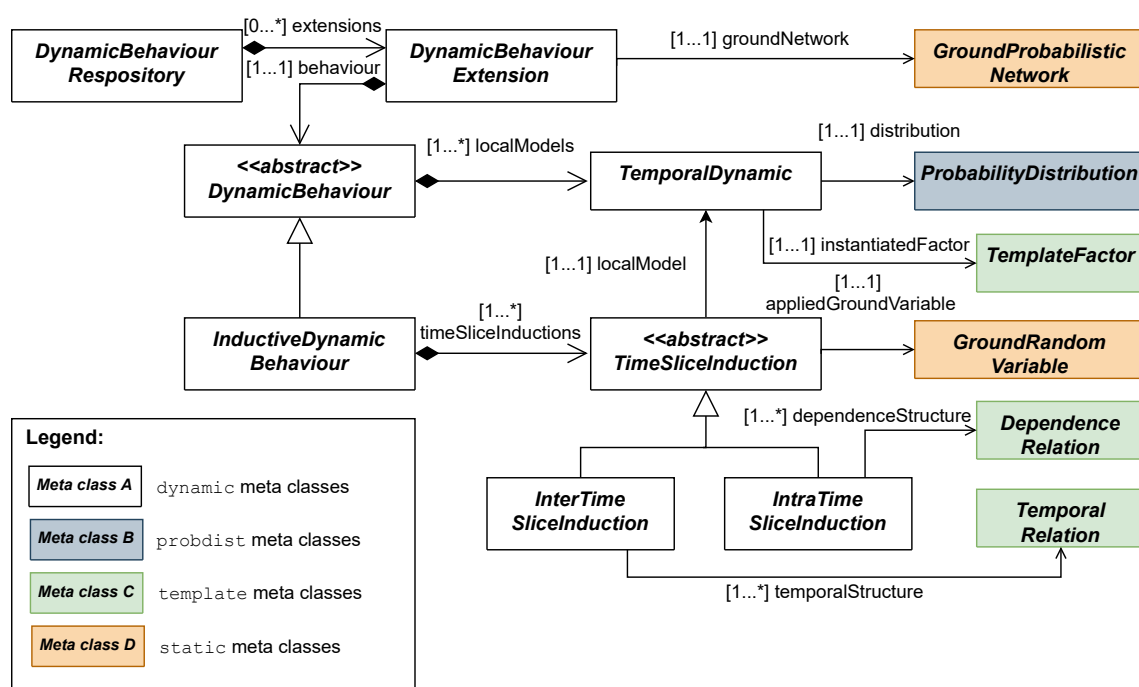 [0...*] extensions
DynamicBehaviour
Respository
[1...1] behaviour
DynamicBehaviour
Extension
[1...1] groundNetwork
GroundProbabilistic
Network
<<abstract>>
DynamicBehaviour
[1...*] localModels
TemporalDynamic
[1...1] distribution
ProbabilityDistribution
[1...1] instantiatedFactor
TemplateFactor
[1...1] localModel
[1...1]
appliedGroundVariable
InductiveDynamic
Behaviour
[1...*]
timeSliceInductions
<<abstract>>
TimeSliceInduction
GroundRandom
Variable
[1...*] dependenceStructure
Dependence
Relation
InterTime
SliceInduction
IntraTime
SliceInduction
Temporal
Relation
[1...*] temporalStructure
Legend:
Meta class A
dynamic meta classes
Meta class B
probdist meta classes
Meta class C
template meta classes
Meta class D
static meta classes